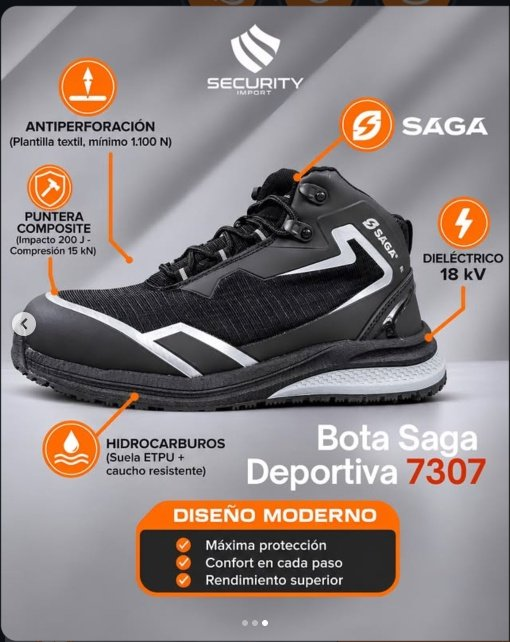 SECURITY
IMPORT
ANTIPERFORACIÓN
(Plantilla textil, mínimo 1.100 N)
SAGA
PUNTERA
COMPOSITE
(Impacto 200 J -
Compresión 15 kN)
SAGA
DIELÉCTRICO
18 kV
HIDROCARBUROS
(Suela ETPU +
caucho resistente)
Bota Saga
Deportiva 7307
DISEÑO MODERNO
Máxima protección
Confort en cada paso
Rendimiento superior